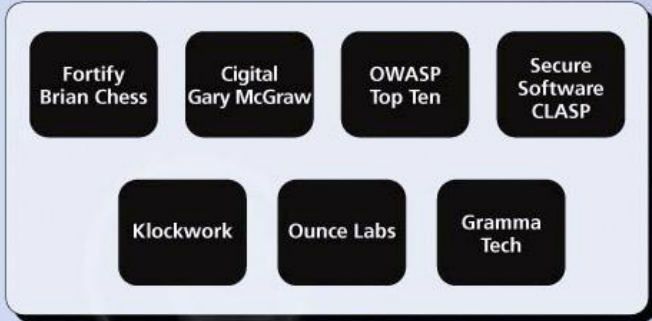 Fortify
Brian Chess
Cigital
Gary McGraw
OWASP
Top Ten
Secure
Software
CLASP
Klockwork
Ounce Labs
Gramma
Tech